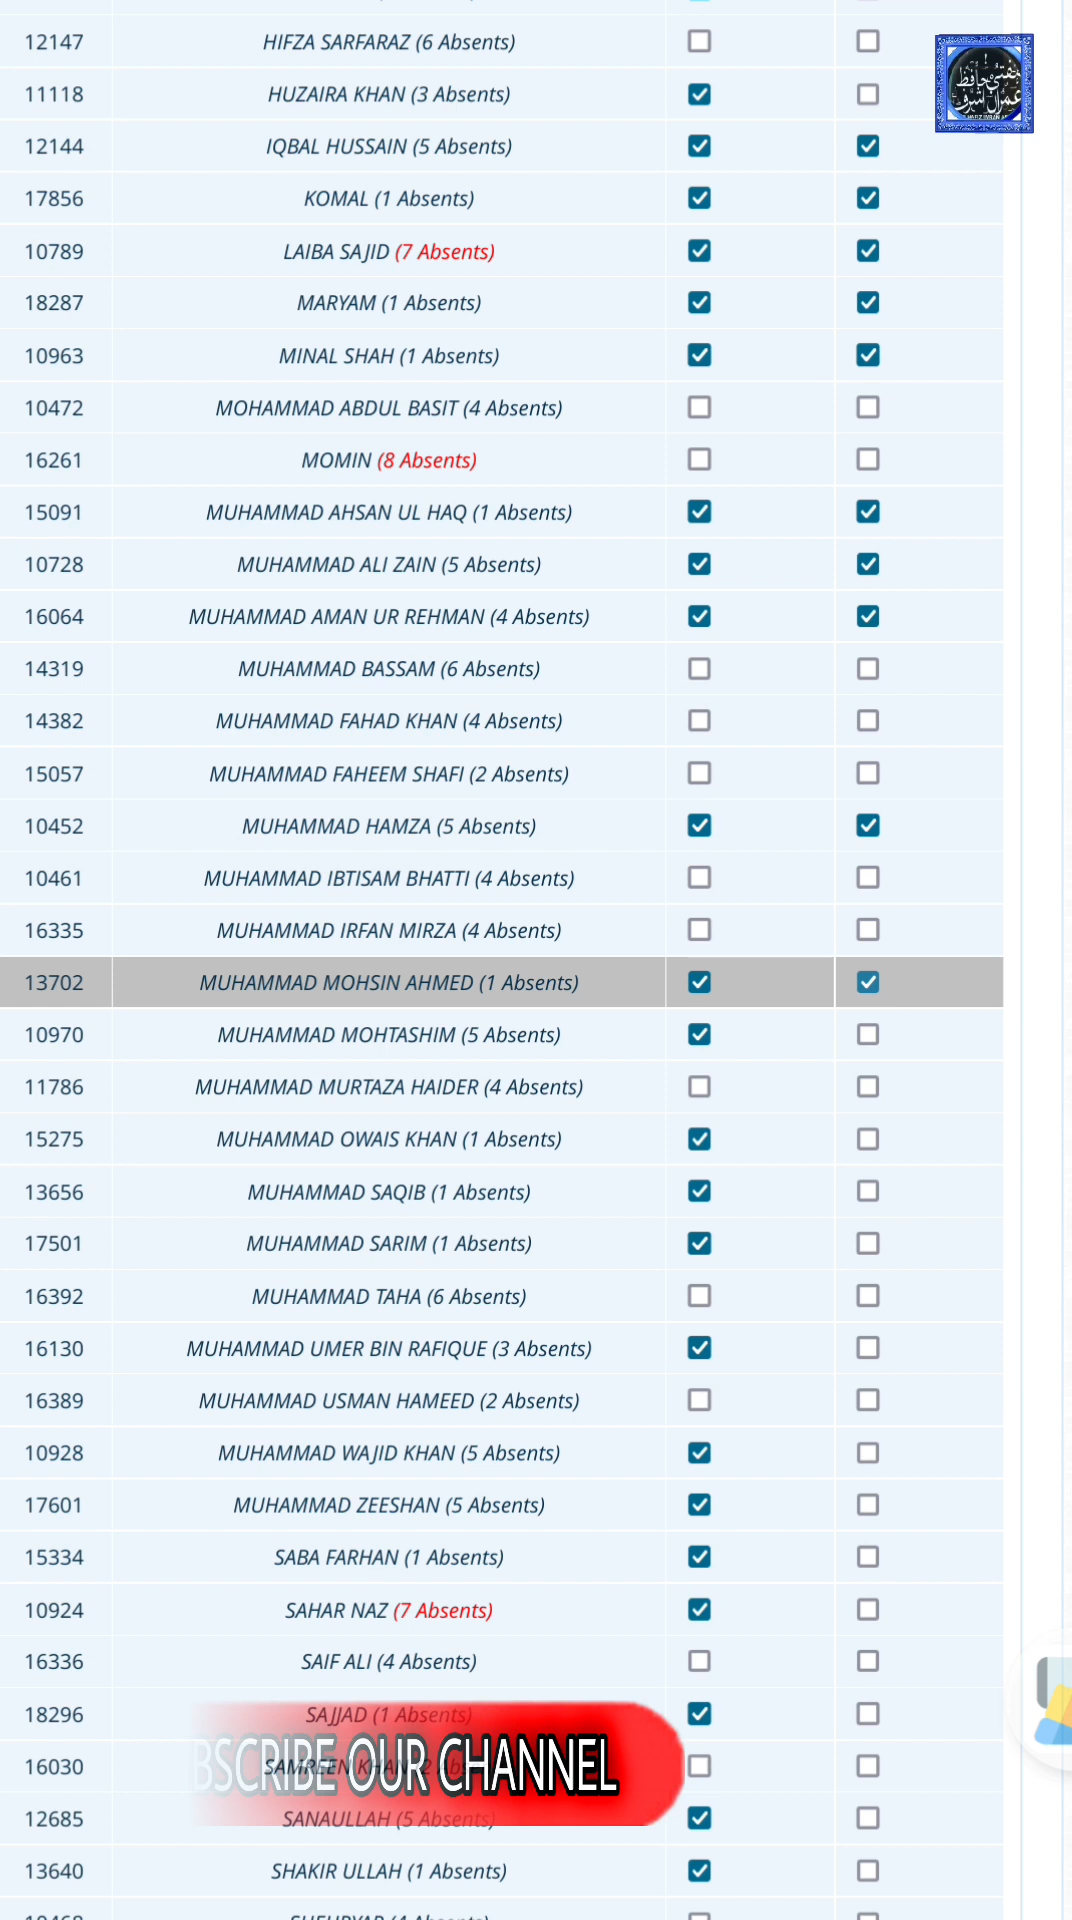 12147 HIFZA SARFARAZ (6 Absents)
مفتی حافظ
عمران اشرفی
11118 HUZAIRA KHAN (3 Absents)
12144 IQBAL HUSSAIN (5 Absents)
17856 KOMAL (1 Absents)
10789 LAIBA SAJID (7 Absents)
18287 MARYAM (1 Absents)
10963 MINAL SHAH (1 Absents)
10472 MOHAMMAD ABDUL BASIT (4 Absents)
16261 MOMIN (8 Absents)
15091 MUHAMMAD AHSAN UL HAQ (1 Absents)
10728 MUHAMMAD ALI ZAIN (5 Absents)
16064 MUHAMMAD AMAN UR REHMAN (4 Absents)
14319 MUHAMMAD BASSAM (6 Absents)
14382 MUHAMMAD FAHAD KHAN (4 Absents)
15057 MUHAMMAD FAHEEM SHAFI (2 Absents)
10452 MUHAMMAD HAMZA (5 Absents)
10461 MUHAMMAD IBTISAM BHATTI (4 Absents)
16335 MUHAMMAD IRFAN MIRZA (4 Absents)
13702 MUHAMMAD MOHSIN AHMED (1 Absents)
10970 MUHAMMAD MOHTASHIM (5 Absents)
11786 MUHAMMAD MURTAZA HAIDER (4 Absents)
15275 MUHAMMAD OWAIS KHAN (1 Absents)
13656 MUHAMMAD SAQIB (1 Absents)
17501 MUHAMMAD SARIM (1 Absents)
16392 MUHAMMAD TAHA (6 Absents)
16130 MUHAMMAD UMER BIN RAFIQUE (3 Absents)
16389 MUHAMMAD USMAN HAMEED (2 Absents)
10928 MUHAMMAD WAJID KHAN (5 Absents)
17601 MUHAMMAD ZEESHAN (5 Absents)
15334 SABA FARHAN (1 Absents)
10924 SAHAR NAZ (7 Absents)
16336 SAIF ALI (4 Absents)
18296 SAJJAD (1 Absents)
16030 SAMREEN KHAN (2
BSCRIBE OUR CHANNEL
12685 SANAULLAH (5 Absents)
13640 SHAKIR ULLAH (1 Absents)